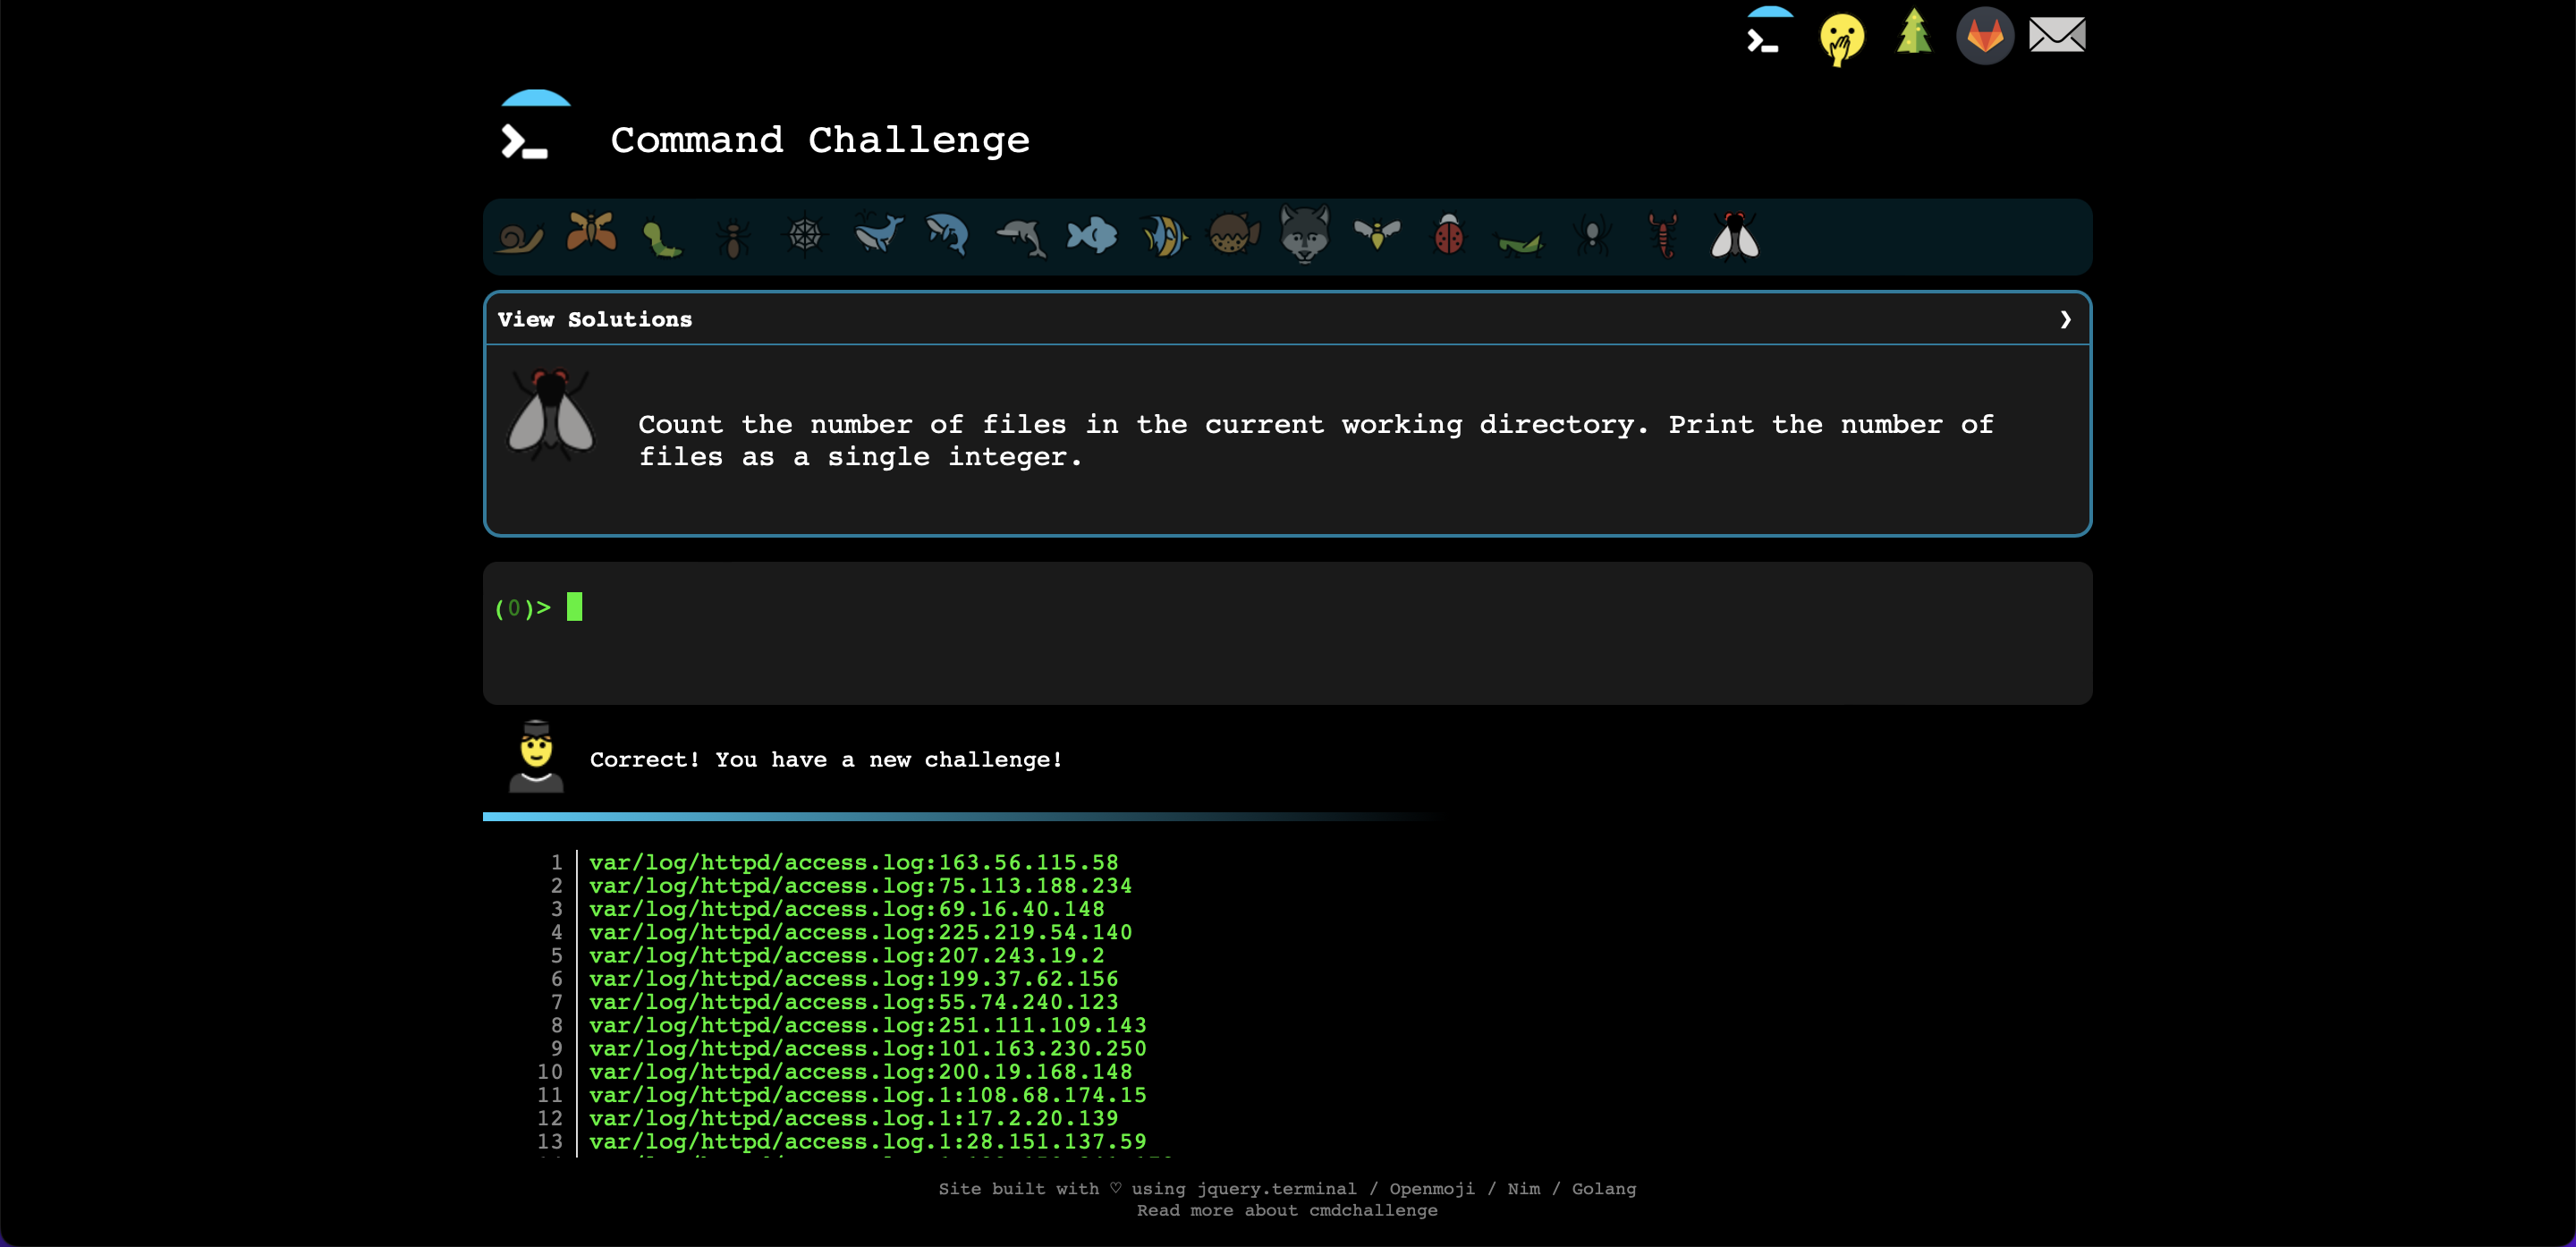 Command Challenge
View Solutions
Count the number of files in the current working directory. Print the number of
files as a single integer.
(0)>
Correct! You have a new challenge!
1 var/log/httpd/access.log:163.56.115.58
2 var/log/httpd/access.log:75.113.188.234
3 var/log/httpd/access.log:69.16.40.148
4 var/log/httpd/access.log:225.219.54.140
5 var/log/httpd/access.log:207.243.19.2
6 var/log/httpd/access.log:199.37.62.156
7 var/log/httpd/access.log:55.74.240.123
8 var/log/httpd/access.log:251.111.109.143
9 var/log/httpd/access.log:101.163.230.250
10 var/log/httpd/access.log:200.19.168.148
11 var/log/httpd/access.log.1:108.68.174.15
12 var/log/httpd/access.log.1:17.2.20.139
13 var/log/httpd/access.log.1:28.151.137.59
Site built with ♡ using jquery.terminal / Openmoji / Nim / Golang
Read more about cmdchallenge